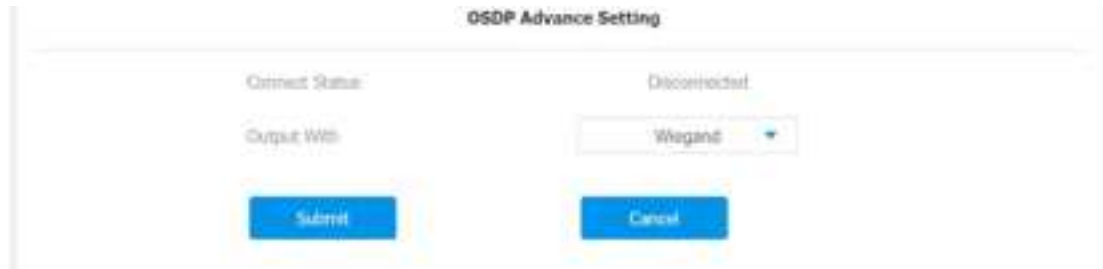 OSDP Advance Setting
Connect Status Disconnected
Output With Wiegand
Submit Cancel